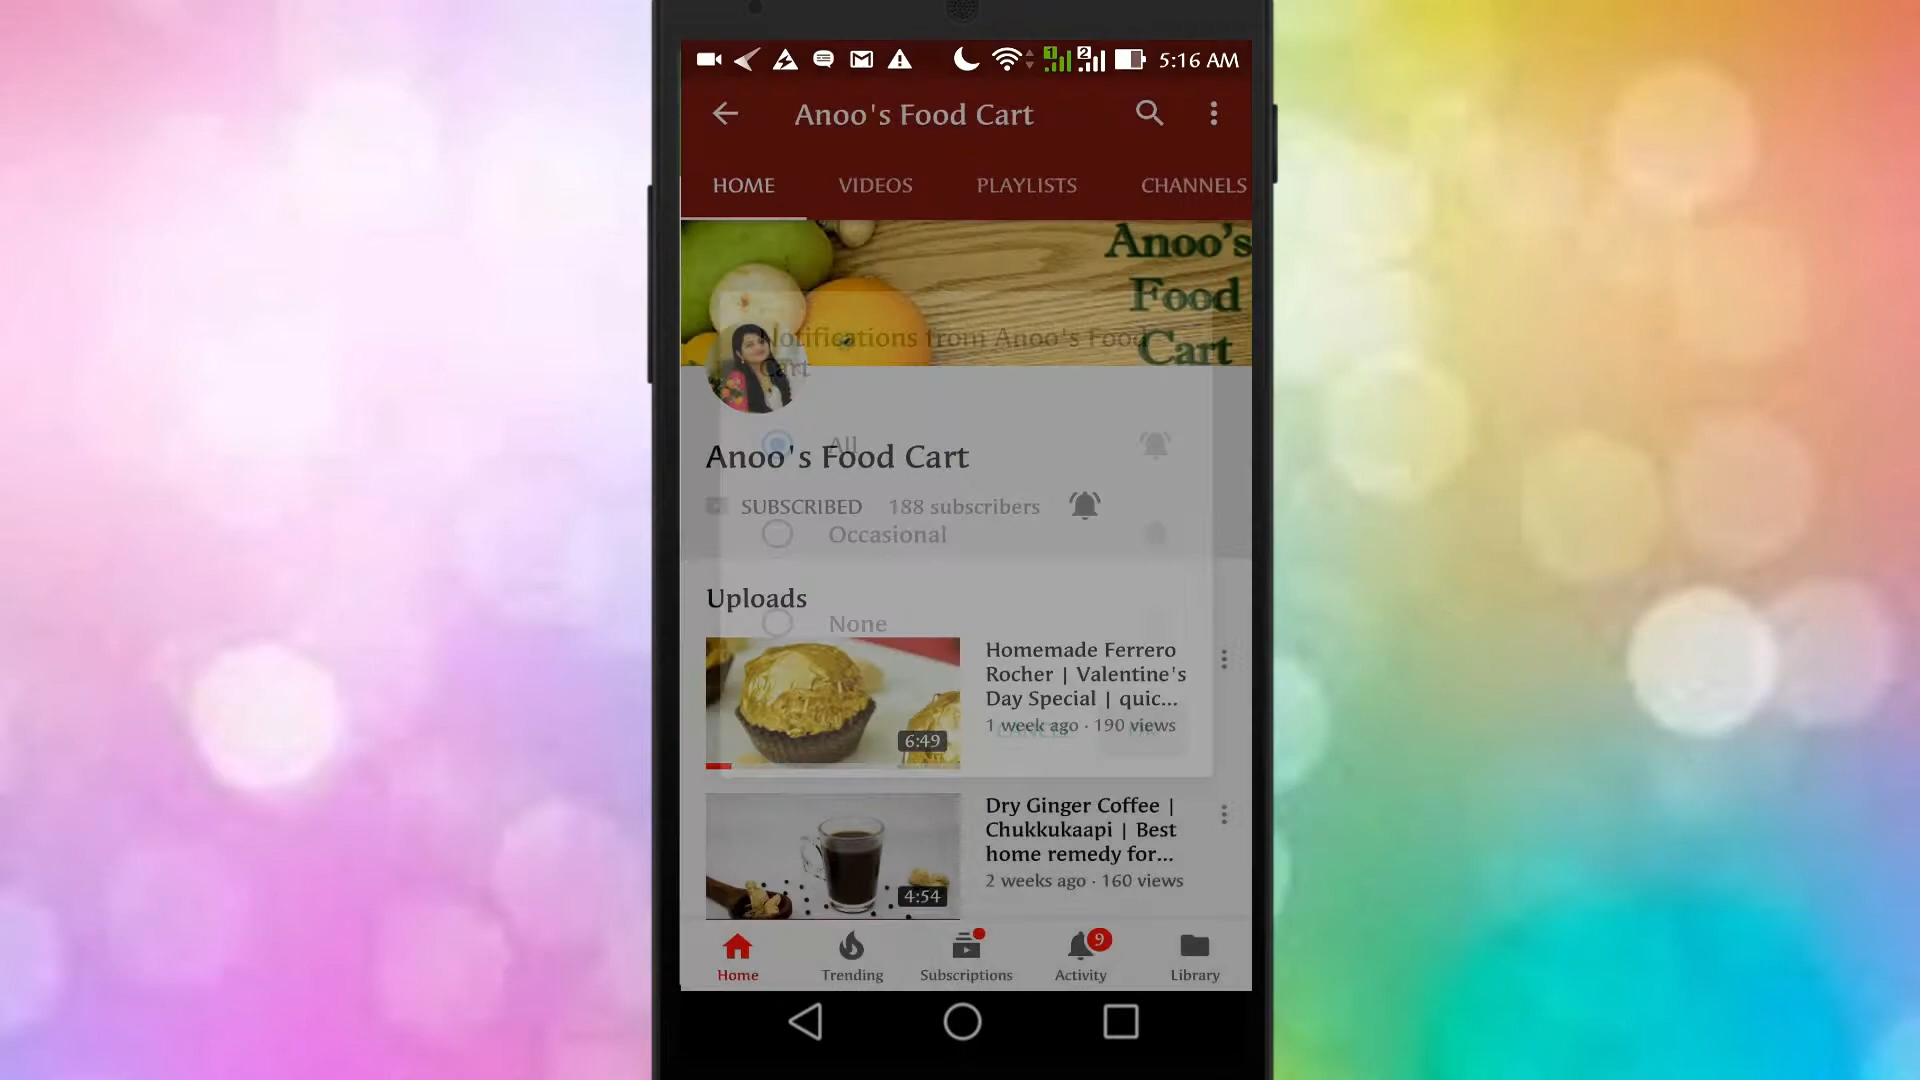 1 2 5:16 AM
Anoo's Food Cart
HOME VIDEOS PLAYLISTS CHANNELS
Anoo's
Food
Cart
Notifications from Anoo's Food
Cart
All
Anoo's Food Cart
SUBSCRIBED 188 subscribers
Occasional
Uploads
None
Homemade Ferrero
Rocher | Valentine's
Day Special | quic...
1 week ago · 190 views
CANCEL
6:49
Dry Ginger Coffee |
Chukkukaapi | Best
home remedy for...
2 weeks ago · 160 views
4:54
9
Home Trending Subscriptions Activity Library